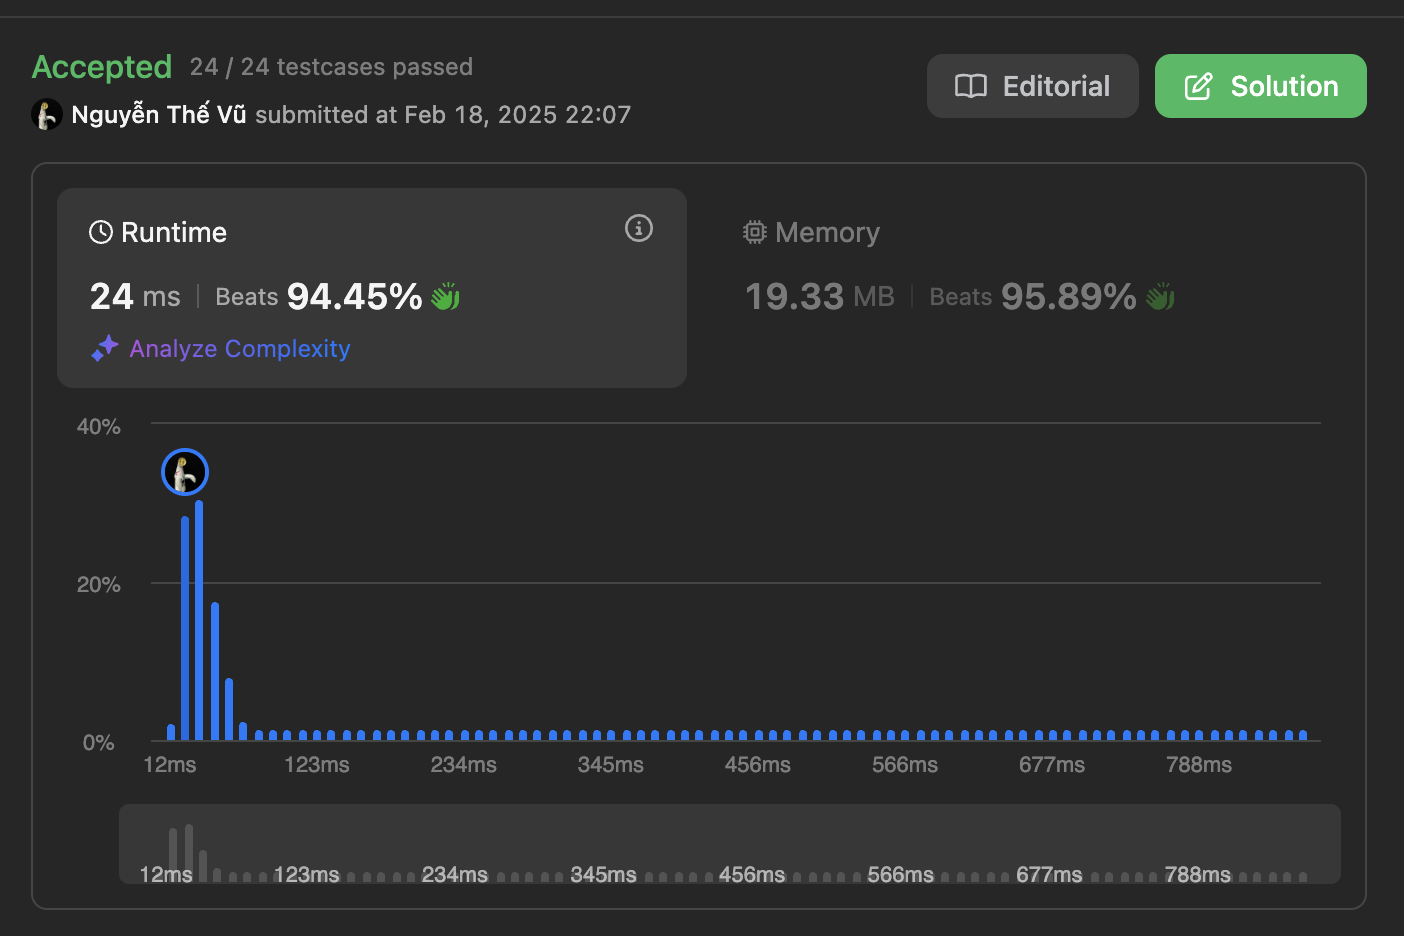 Accepted 24 / 24 testcases passed
Nguyễn Thế Vũ submitted at Feb 18, 2025 22:07
Editorial
Solution
Runtime
24 ms | Beats 94.45%
Analyze Complexity
Memory
19.33 MB | Beats 95.89%
40%
20%
0%
12ms 123ms 234ms 345ms 456ms 566ms 677ms 788ms
12ms 123ms 234ms 345ms 456ms 566ms 677ms 788ms